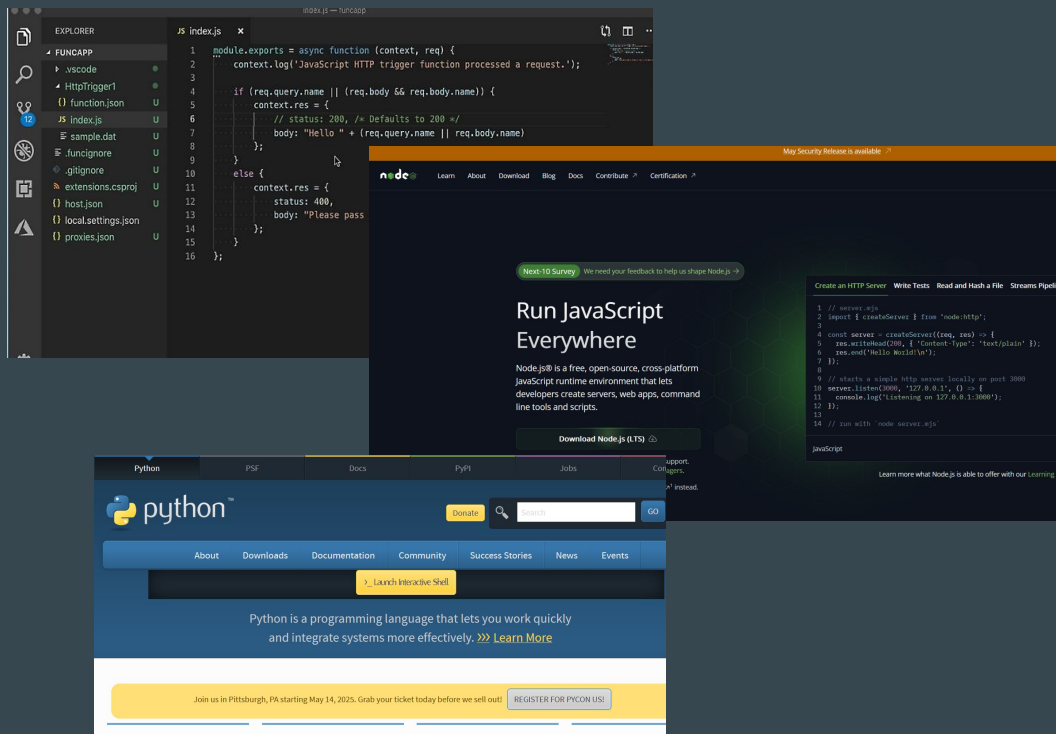 index.js — funcapp
EXPLORER
FUNCAPP
.vscode
HttpTrigger1
{} function.json U
JS index.js U
sample.dat U
.funcignore U
.gitignore U
extensions.csproj U
{} host.json U
{} local.settings.json
{} proxies.json U
12
JS index.js ×
1 module.exports = async function (context, req) {
2 context.log('JavaScript HTTP trigger function processed a request.');
3
4 if (req.query.name || (req.body && req.body.name)) {
5 context.res = {
6 // status: 200, /* Defaults to 200 */
7 body: "Hello " + (req.query.name || req.body.name)
8 };
9 }
10 else {
11 context.res = {
12 status: 400,
13 body: "Please pass
14 };
15 }
16 };
May Security Release is available ↗
node
Learn About Download Blog Docs Contribute ↗ Certification ↗
Next-10 Survey We need your feedback to help us shape Node.js →
Run JavaScript
Everywhere
Node.js® is a free, open-source, cross-platform
JavaScript runtime environment that lets
developers create servers, web apps, command
line tools and scripts.
Download Node.js (LTS)
support.
agers.
instead.
Create an HTTP Server Write Tests Read and Hash a File Streams Pipeli
1 // server.mjs
2 import { createServer } from 'node:http';
3
4 const server = createServer((req, res) => {
5 res.writeHead(200, { 'Content-Type': 'text/plain' });
6 res.end('Hello World!\n');
7 });
8
9 // starts a simple http server locally on port 3000
10 server.listen(3000, '127.0.0.1', () => {
11 console.log('Listening on 127.0.0.1:3000');
12 });
13
14 // run with `node server.mjs`
JavaScript
Learn more what Node.js is able to offer with our Learning
Python PSF Docs PyPI Jobs Con
python™
Donate Search GO
About Downloads Documentation Community Success Stories News Events
>_ Launch Interactive Shell
Python is a programming language that lets you work quickly
and integrate systems more effectively. >>> Learn More
Join us in Pittsburgh, PA starting May 14, 2025. Grab your ticket today before we sell out! REGISTER FOR PYCON US!